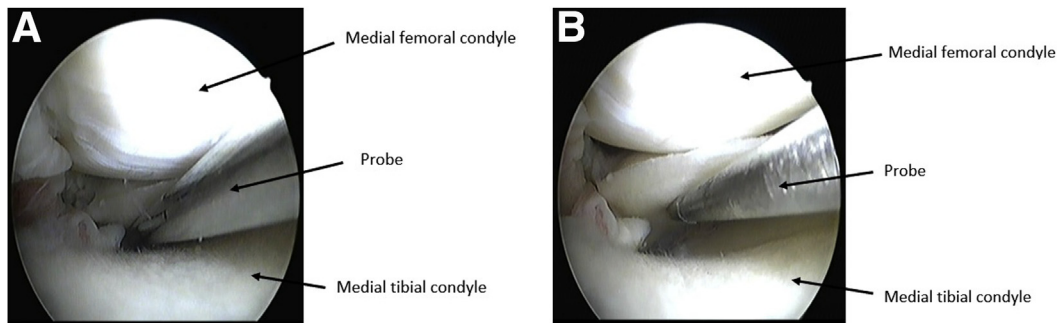 A
Medial femoral condyle
Probe
Medial tibial condyle
B
Medial femoral condyle
Probe
Medial tibial condyle